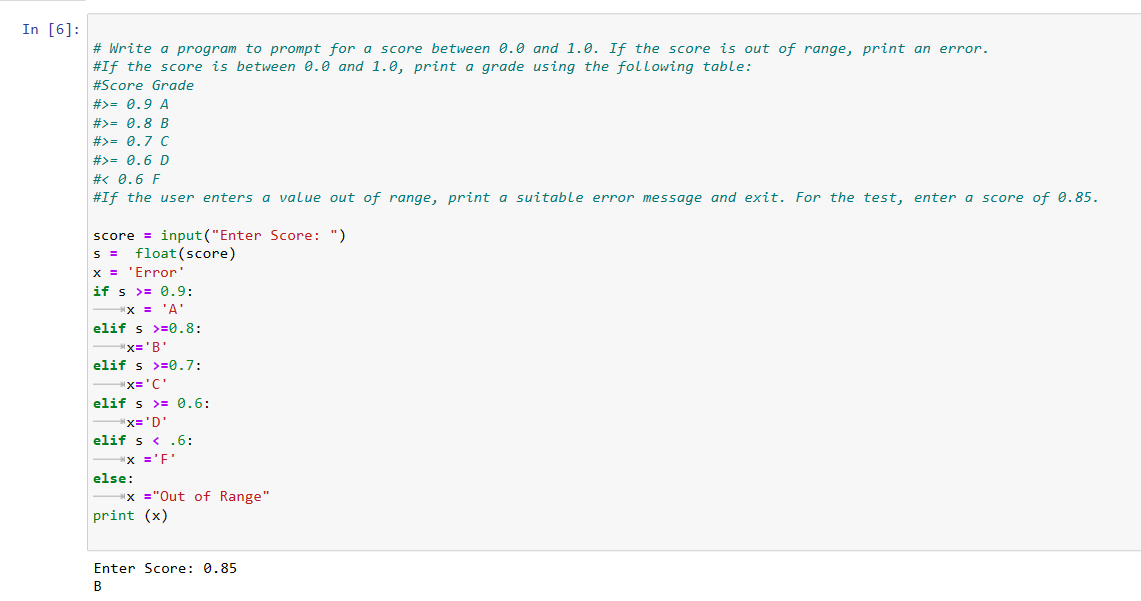 In [6]:
# Write a program to prompt for a score between 0.0 and 1.0. If the score is out of range, print an error.
#If the score is between 0.0 and 1.0, print a grade using the following table:
#Score Grade
#>= 0.9 A
#>= 0.8 B
#>= 0.7 C
#>= 0.6 D
#< 0.6 F
#If the user enters a value out of range, print a suitable error message and exit. For the test, enter a score of 0.85.
score = input("Enter Score: ")
s =  float(score)
x = 'Error'
if s >= 0.9:
	x = 'A'
elif s >=0.8:
	x='B'
elif s >=0.7:
	x='C'
elif s >= 0.6:
	x='D'
elif s < .6:
	x ='F'
else:
	x ="Out of Range"
print (x)
Enter Score: 0.85
B